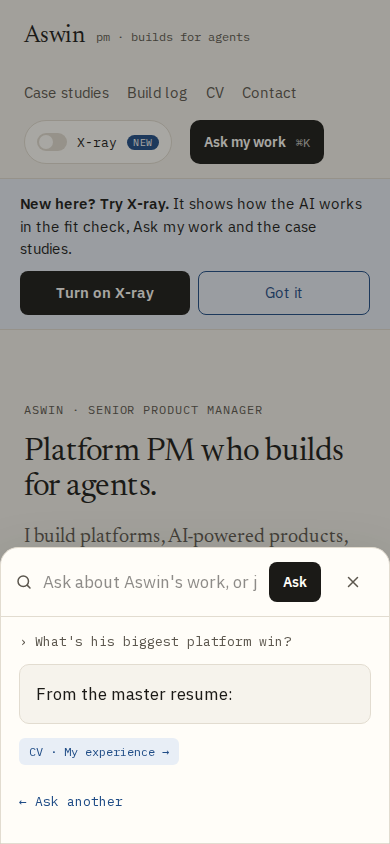 Aswin pm · builds for agents
Case studies Build log CV Contact
X-ray NEW Ask my work ⌘K
New here? Try X-ray. It shows how the AI works
in the fit check, Ask my work and the case
studies.
Turn on X-ray Got it
ASWIN · SENIOR PRODUCT MANAGER
Platform PM who builds
for agents.
I build platforms, AI-powered products,
Ask about Aswin's work, or j Ask ×
› What's his biggest platform win?
From the master resume:
CV · My experience →
← Ask another